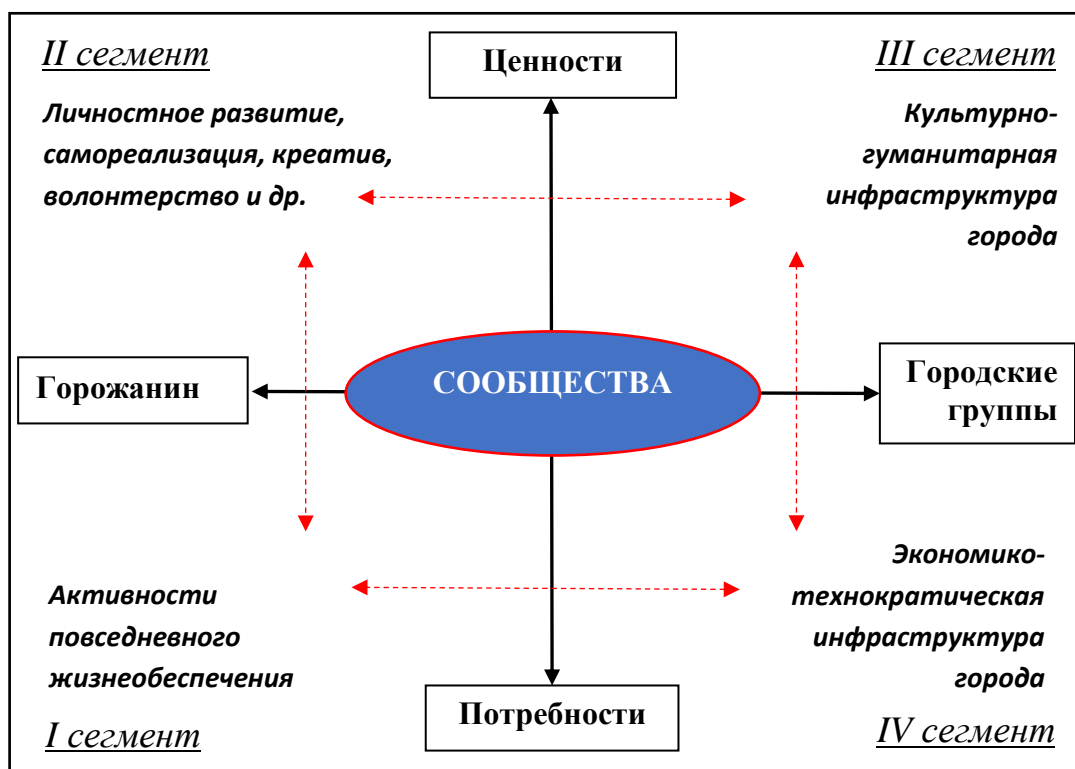 II сегмент
Ценности
III сегмент
Личностное развитие,
самореализация, креатив,
волонтерство и др.
Культурно-
гуманитарная
инфраструктура
города
Горожанин
СООБЩЕСТВА
Городские
группы
Активности
повседневного
жизнеобеспечения
Экономико-
технократическая
инфраструктура
города
I сегмент
Потребности
IV сегмент